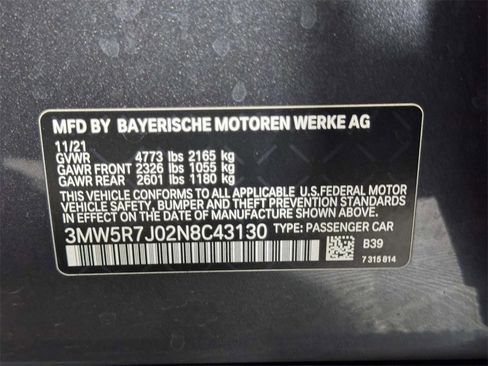 MFD BY BAYERISCHE MOTOREN WERKE AG
11/21
GVWR 4773 lbs 2165 kg
GAWR FRONT 2326 lbs 1055 kg
GAWR REAR 2601 lbs 1180 kg
THIS VEHICLE CONFORMS TO ALL APPLICABLE U.S. FEDERAL MOTOR
VEHICLE SAFETY, BUMPER, AND THEFT PREVENTION STANDARDS
IN EFFECT ON THE DATE OF MANUFACTURE SHOWN ABOVE.
3MW5R7J02N8C43130 TYPE: PASSENGER CAR
B39
7 315 814